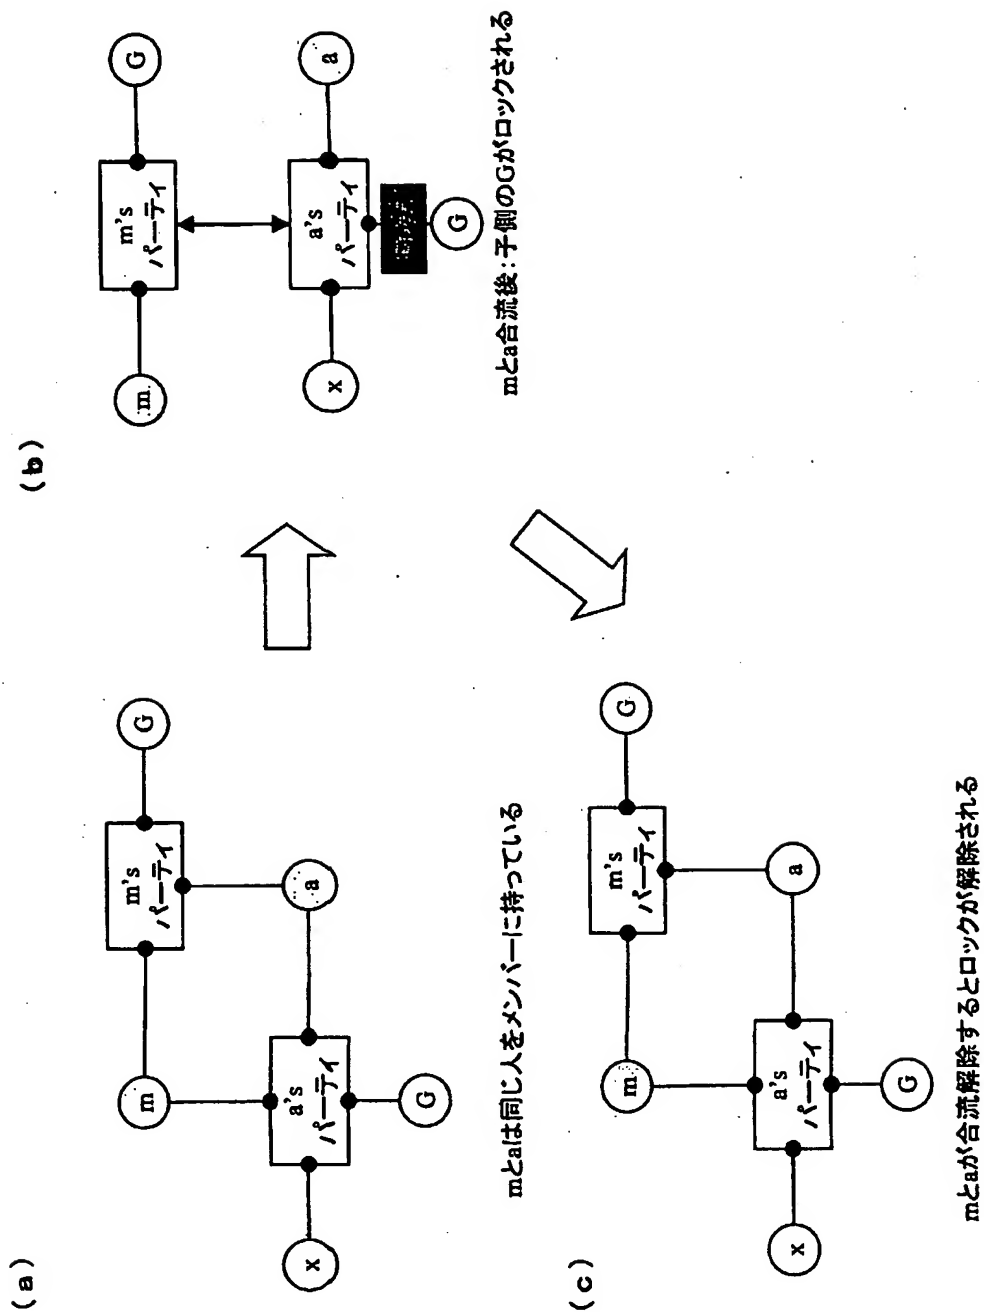 (a)
m
m's
パーティ
G
a's
パーティ
a
x
G
mとaは同じ人をメンバーに持っている
(b)
m
m's
パーティ
G
x
a's
パーティ
a
G
mとa合流後:子側のGがロックされる
(c)
m
m's
パーティ
G
a's
パーティ
a
x
G
mとaが合流解除するとロックが解除される